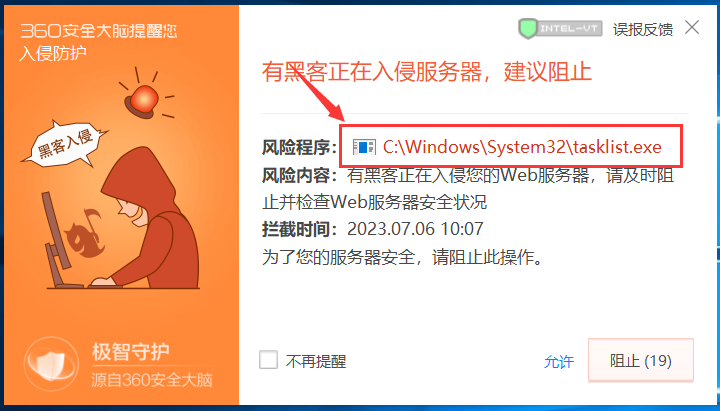 360安全大脑提醒您
入侵防护
INTEL-VT
误报反馈
有黑客正在入侵服务器，建议阻止
黑客入侵
风险程序：C:\Windows\System32\tasklist.exe
风险内容：有黑客正在入侵您的Web服务器，请及时阻
止并检查Web服务器安全状况
拦截时间：2023.07.06 10:07
为了您的服务器安全，请阻止此操作。
极智守护
源自360安全大脑
不再提醒
允许
阻止 (19)